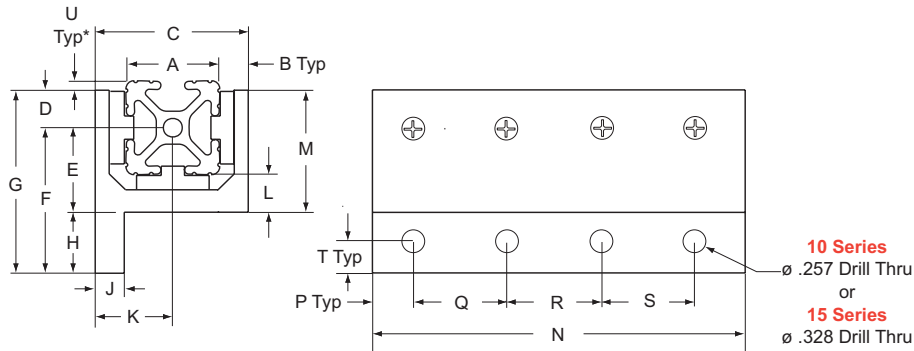 U
Typ*
C
A
B Typ
D
E
G
F
M
L
H
J
K
T Typ
P Typ
Q
R
S
N
10 Series
ø .257 Drill Thru
or
15 Series
ø .328 Drill Thru